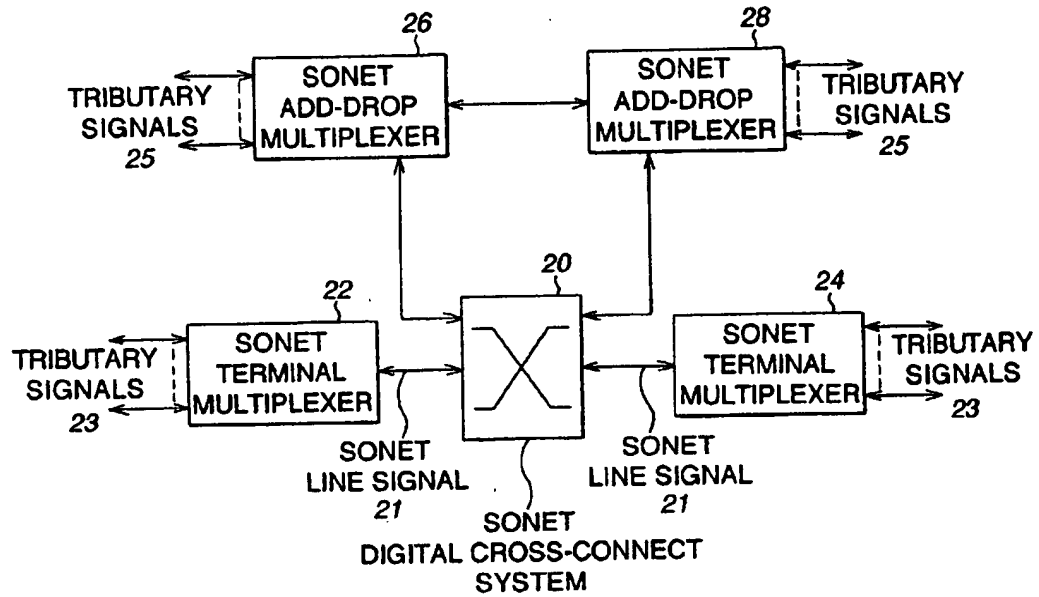 26
SONET
ADD-DROP
MULTIPLEXER
TRIBUTARY
SIGNALS
25
28
SONET
ADD-DROP
MULTIPLEXER
TRIBUTARY
SIGNALS
25
22
SONET
TERMINAL
MULTIPLEXER
TRIBUTARY
SIGNALS
23
20
24
SONET
TERMINAL
MULTIPLEXER
TRIBUTARY
SIGNALS
23
SONET
LINE SIGNAL
21
SONET
LINE SIGNAL
21
SONET
DIGITAL CROSS-CONNECT
SYSTEM